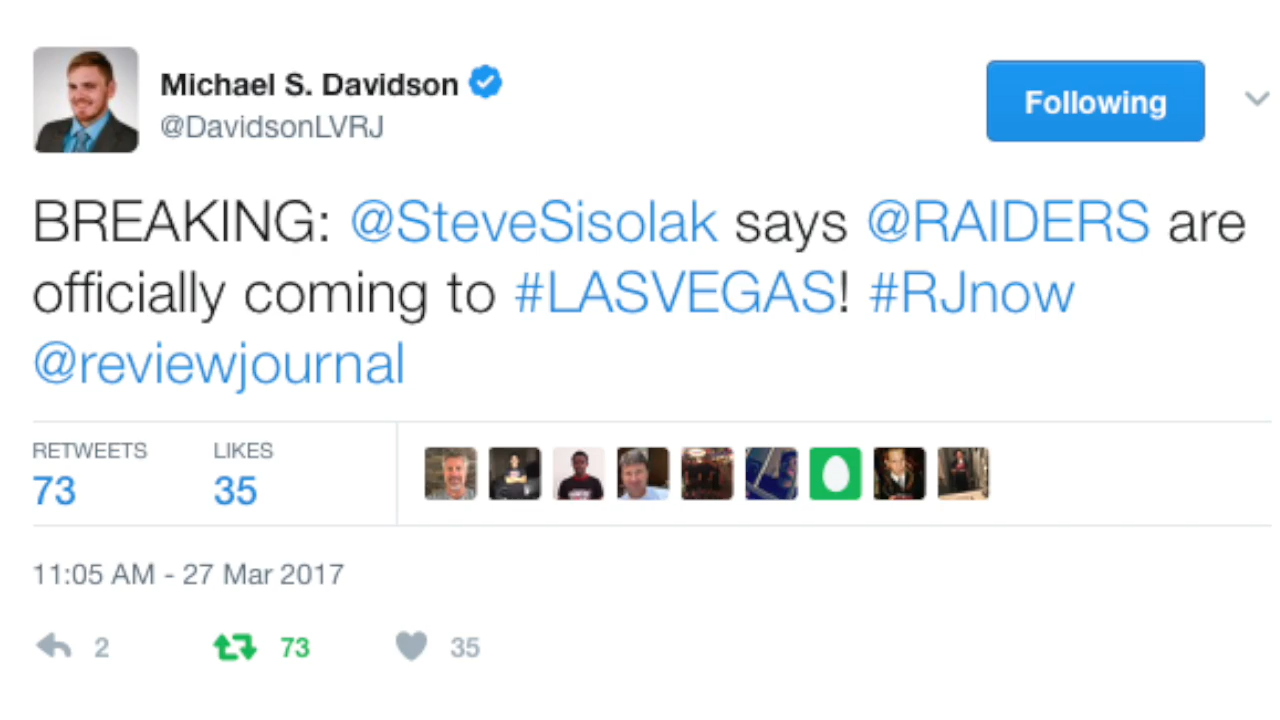 Michael S. Davidson
@DavidsonLVRJ
Following
BREAKING: @SteveSisolak says @RAIDERS are
officially coming to #LASVEGAS! #RJnow
@reviewjournal
RETWEETS LIKES
73 35
11:05 AM - 27 Mar 2017
2 73 35